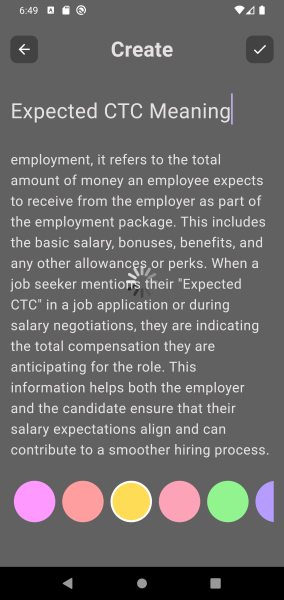 6:49
Create
Expected CTC Meaning
employment, it refers to the total
amount of money an employee expects
to receive from the employer as part of
the employment package. This includes
the basic salary, bonuses, benefits, and
any other allowances or perks. When a
job seeker mentions their "Expected
CTC" in a job application or during
salary negotiations, they are indicating
the total compensation they are
anticipating for the role. This
information helps both the employer
and the candidate ensure that their
salary expectations align and can
contribute to a smoother hiring process.